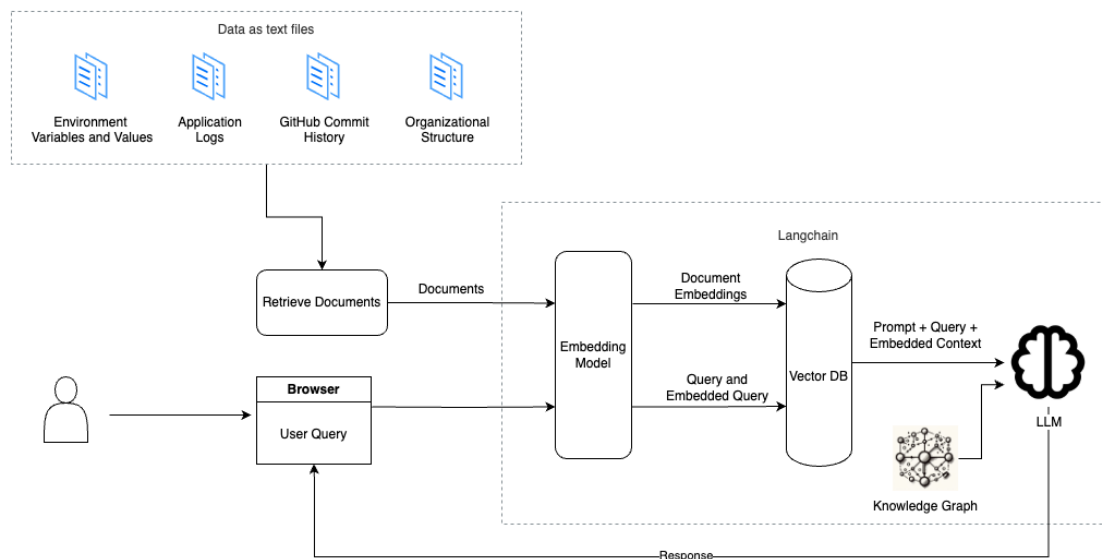 Data as text files
Environment
Variables and Values
Application
Logs
GitHub Commit
History
Organizational
Structure
Langchain
Retrieve Documents
Documents
Embedding
Model
Document
Embeddings
Vector DB
Prompt + Query +
Embedded Context
Browser
User Query
Query and
Embedded Query
LLM
Knowledge Graph
Response